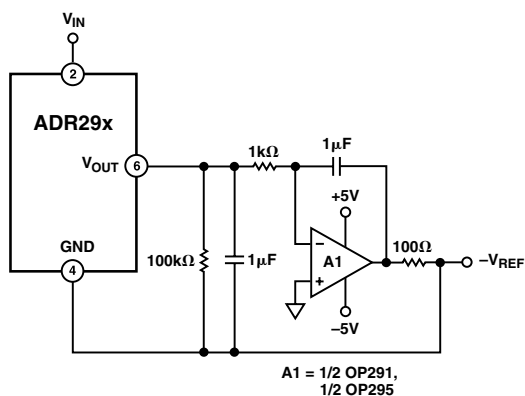 V_IN
2
ADR29x
V_OUT
6
GND
4
1kΩ
1μF
+5V
−
A1
+
−5V
100Ω
−V_REF
100kΩ
1μF
A1 = 1/2 OP291,
1/2 OP295